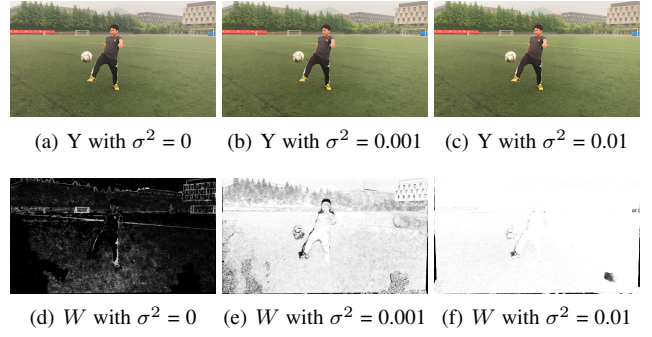 (a) Y with σ² = 0
(b) Y with σ² = 0.001
(c) Y with σ² = 0.01
(d) W with σ² = 0
(e) W with σ² = 0.001
(f) W with σ² = 0.01